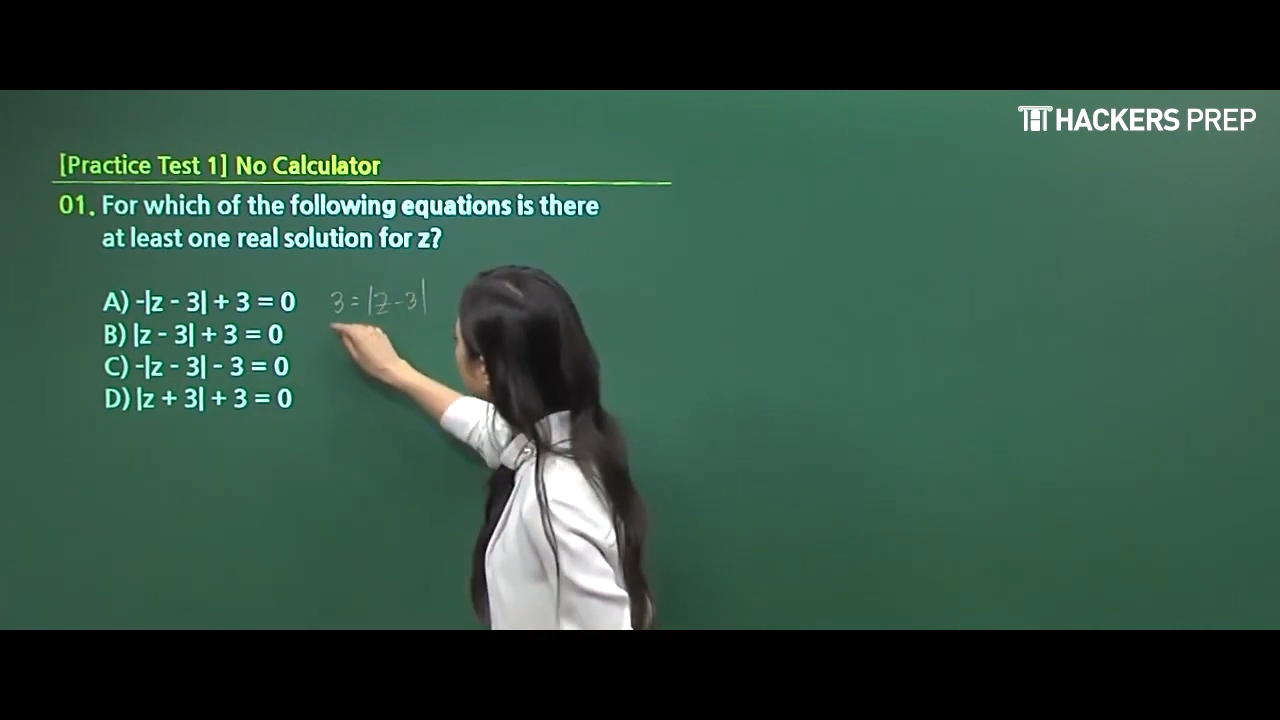 HACKERS PREP
[Practice Test 1] No Calculator
01. For which of the following equations is there
at least one real solution for z?
A) -|z - 3| + 3 = 0
3 = |z - 3|
B) |z - 3| + 3 = 0
C) -|z - 3| - 3 = 0
D) |z + 3| + 3 = 0